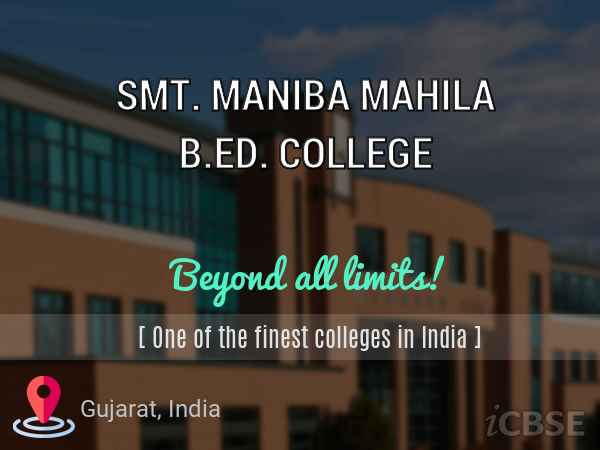 SMT. MANIBA MAHILA
B.ED. COLLEGE
Beyond all limits!
[ One of the finest colleges in India ]
Gujarat, India
iCBSE